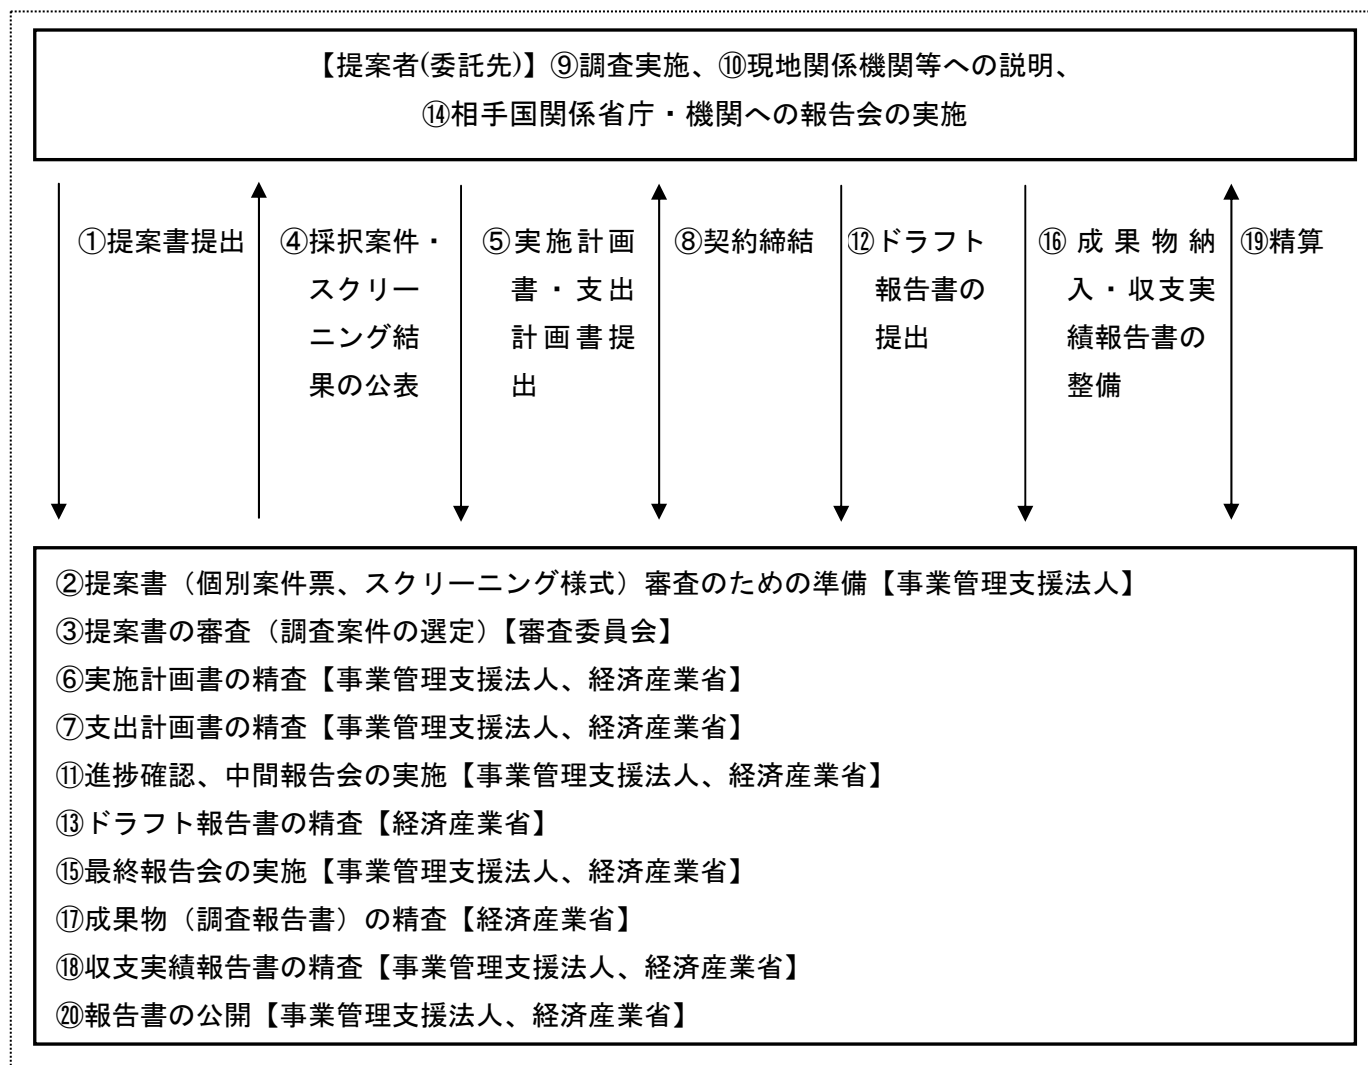 【提案者(委託先)】⑨調査実施、⑩現地関係機関等への説明、
⑭相手国関係省庁・機関への報告会の実施
①提案書提出
④採択案件・
スクリー
ニング結
果の公表
⑤実施計画
書・支出
計画書提
出
⑧契約締結
⑫ドラフト
報告書の
提出
⑯成果物納
入・収支実
績報告書の
整備
⑲精算
②提案書（個別案件票、スクリーニング様式）審査のための準備【事業管理支援法人】
③提案書の審査（調査案件の選定）【審査委員会】
⑥実施計画書の精査【事業管理支援法人、経済産業省】
⑦支出計画書の精査【事業管理支援法人、経済産業省】
⑪進捗確認、中間報告会の実施【事業管理支援法人、経済産業省】
⑬ドラフト報告書の精査【経済産業省】
⑮最終報告会の実施【事業管理支援法人、経済産業省】
⑰成果物（調査報告書）の精査【経済産業省】
⑱収支実績報告書の精査【事業管理支援法人、経済産業省】
⑳報告書の公開【事業管理支援法人、経済産業省】